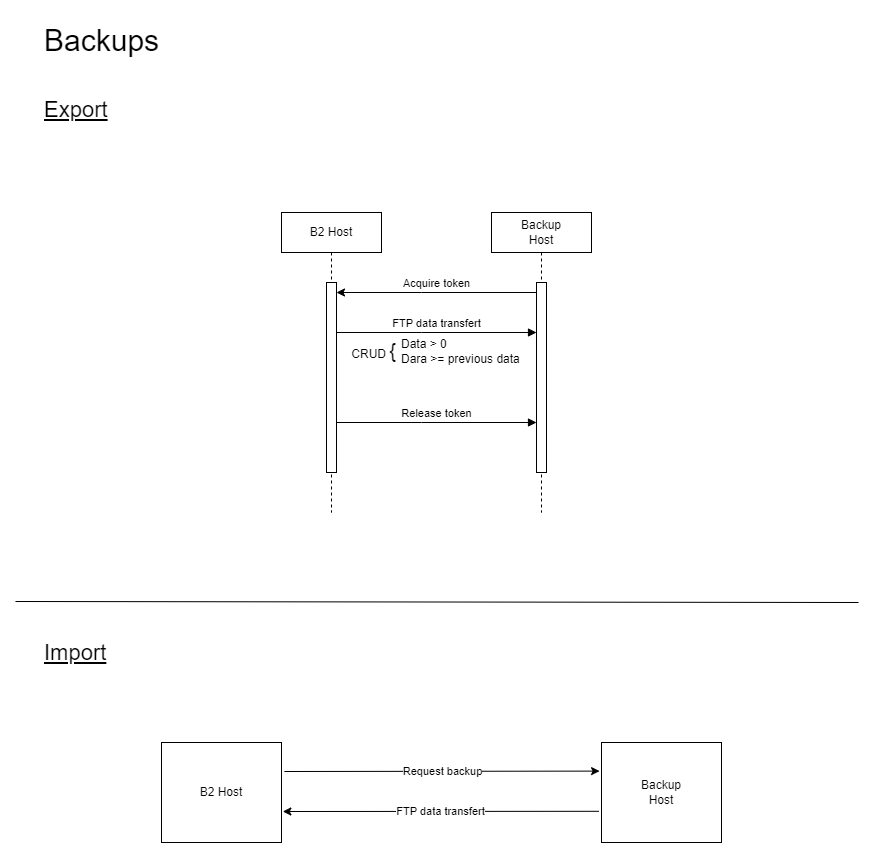 Backups
Export
B2 Host
Backup
Host
Acquire token
FTP data transfert
CRUD { Data > 0
Dara >= previous data
Release token
Import
B2 Host
Request backup
FTP data transfert
Backup
Host